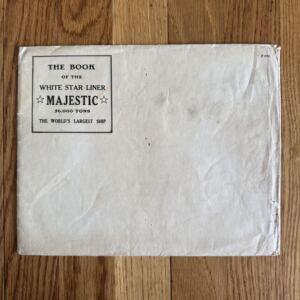 THE BOOK
OF THE
WHITE STAR LINER
☆ MAJESTIC ☆
56,000 TONS
THE WORLD'S LARGEST SHIP